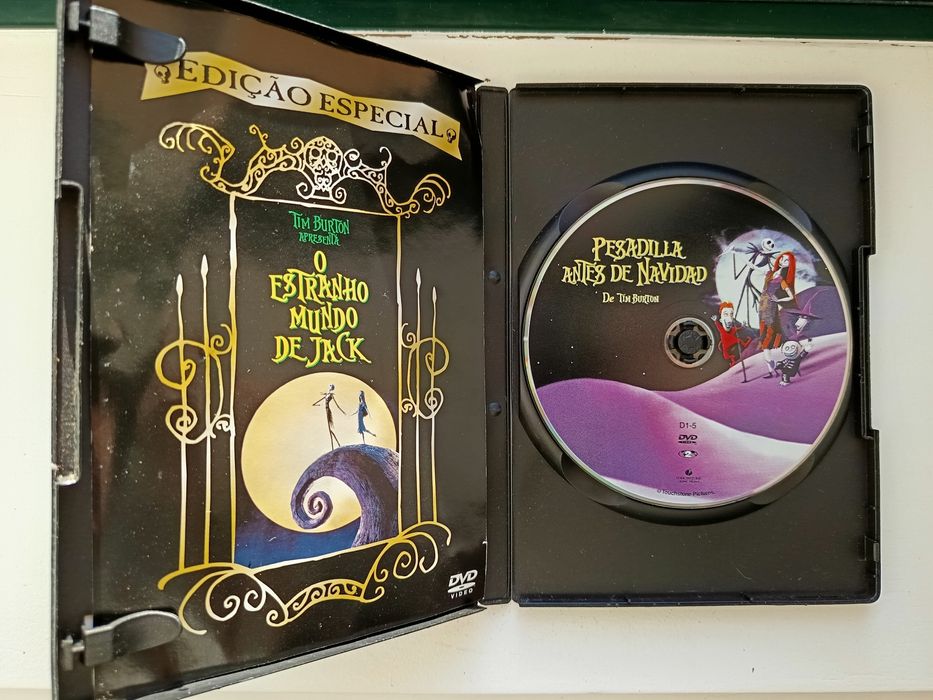 EDIÇÃO ESPECIAL
TIM BURTON
APRESENTA
O
ESTRANHO
MUNDO
DE JACK
DVD
VIDEO
PESADILLA
ANTES DE NAVIDAD
DE TIM BURTON
D1-5
DVD
2
© Touchstone Pictures.